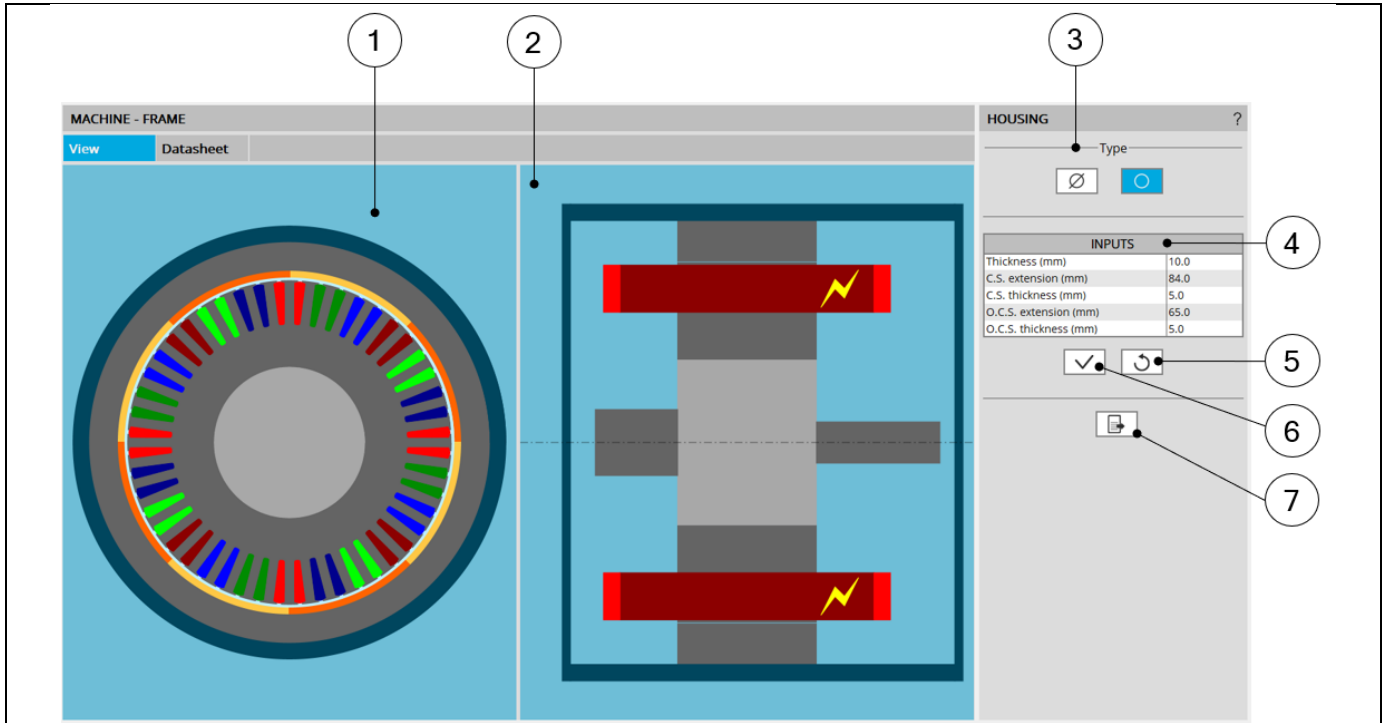 1
2
3
MACHINE - FRAME
HOUSING ?
View Datasheet
Type
INPUTS
4
Thickness (mm) 10.0
C.S. extension (mm) 84.0
C.S. thickness (mm) 5.0
O.C.S. extension (mm) 65.0
O.C.S. thickness (mm) 5.0
5
6
7